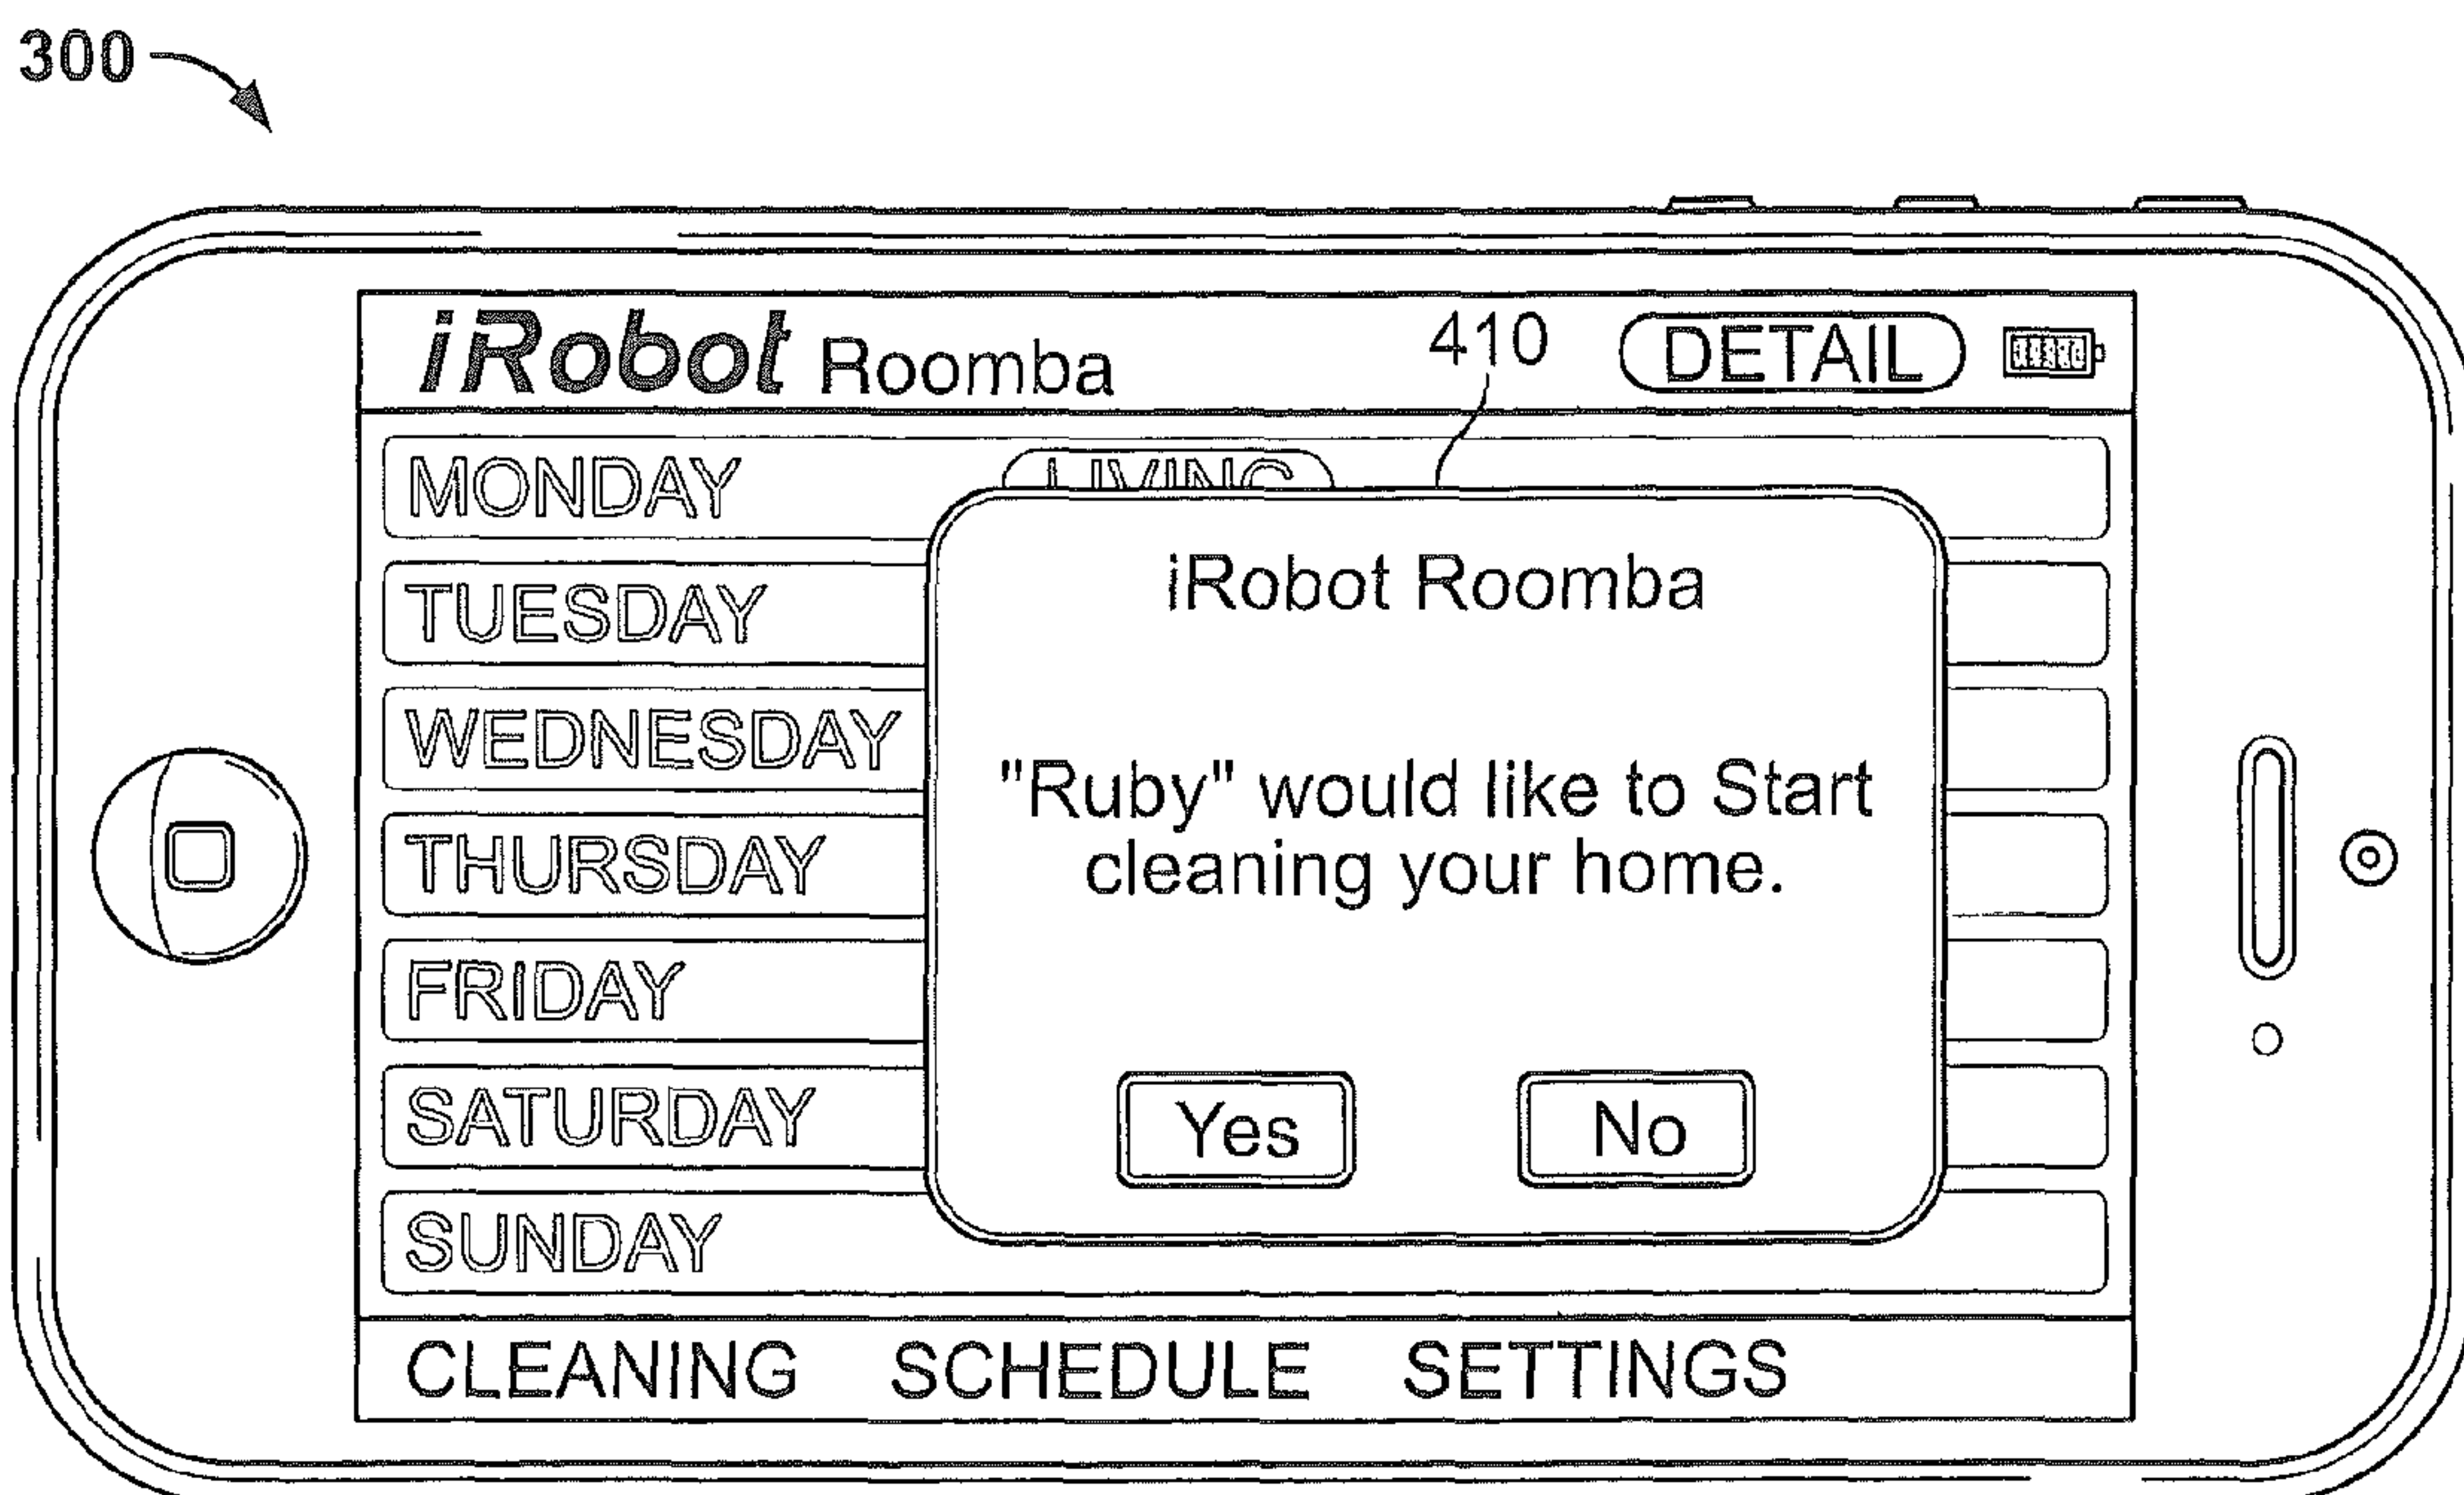 300
iRobot Roomba
410
DETAIL
MONDAY
LIVING
TUESDAY
WEDNESDAY
THURSDAY
FRIDAY
SATURDAY
SUNDAY
iRobot Roomba
"Ruby" would like to Start
cleaning your home.
Yes No
CLEANING SCHEDULE SETTINGS